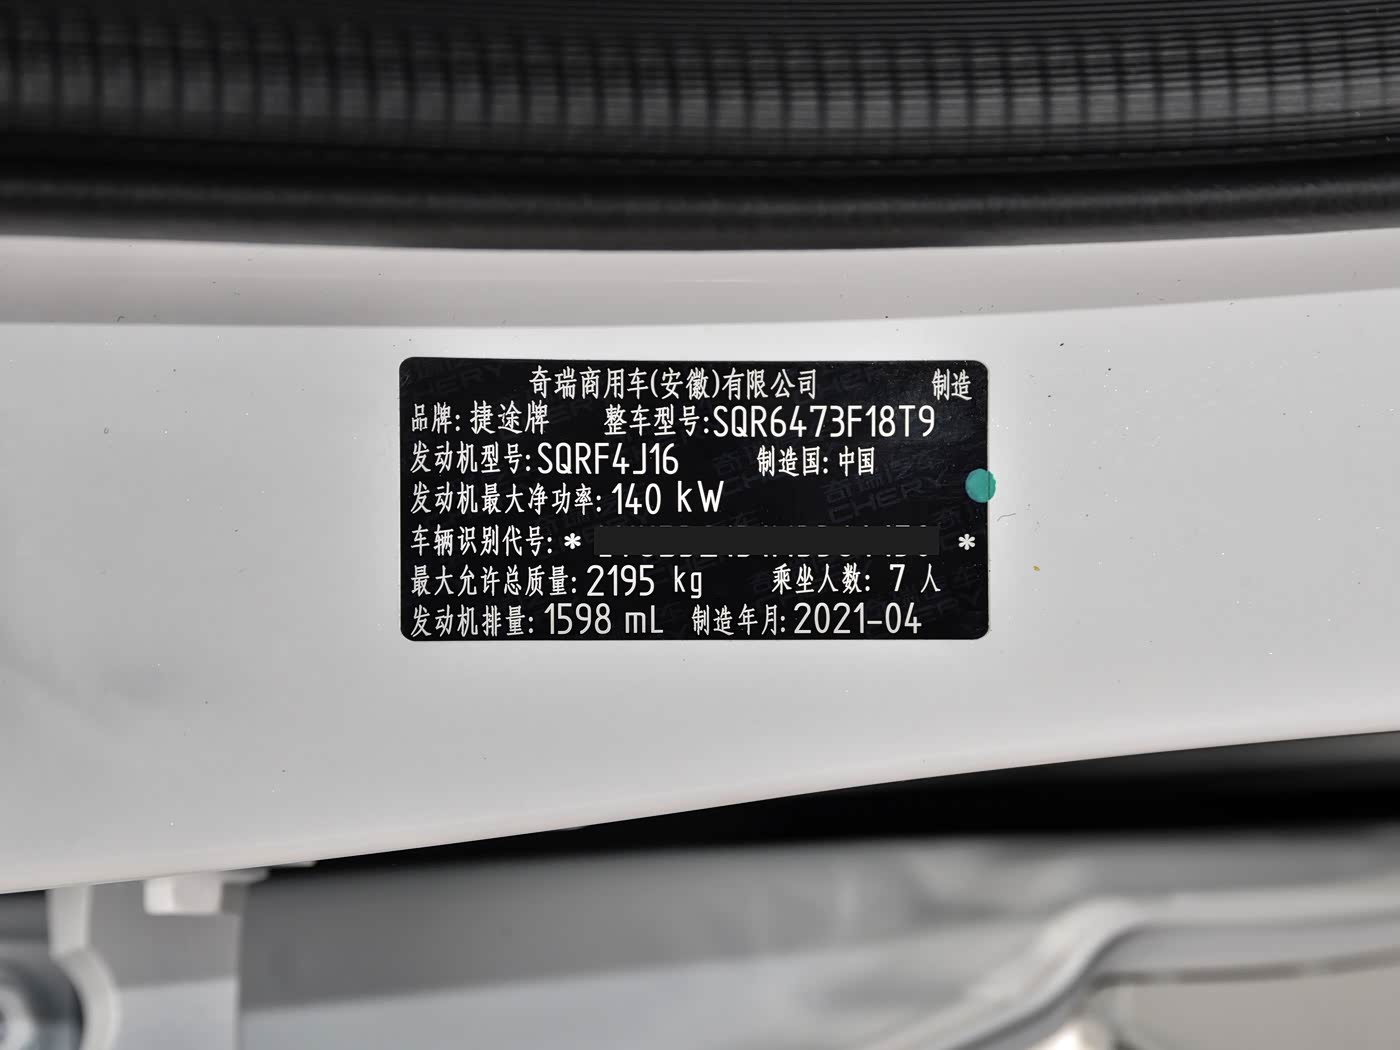 奇瑞商用车(安徽)有限公司 制造
品牌: 捷途牌 整车型号:SQR6473F18T9
发动机型号:SQRF4J16 制造国: 中国
发动机最大净功率: 140 kW
车辆识别代号: * *
最大允许总质量: 2195 kg 乘坐人数: 7 人
发动机排量: 1598 mL 制造年月: 2021-04